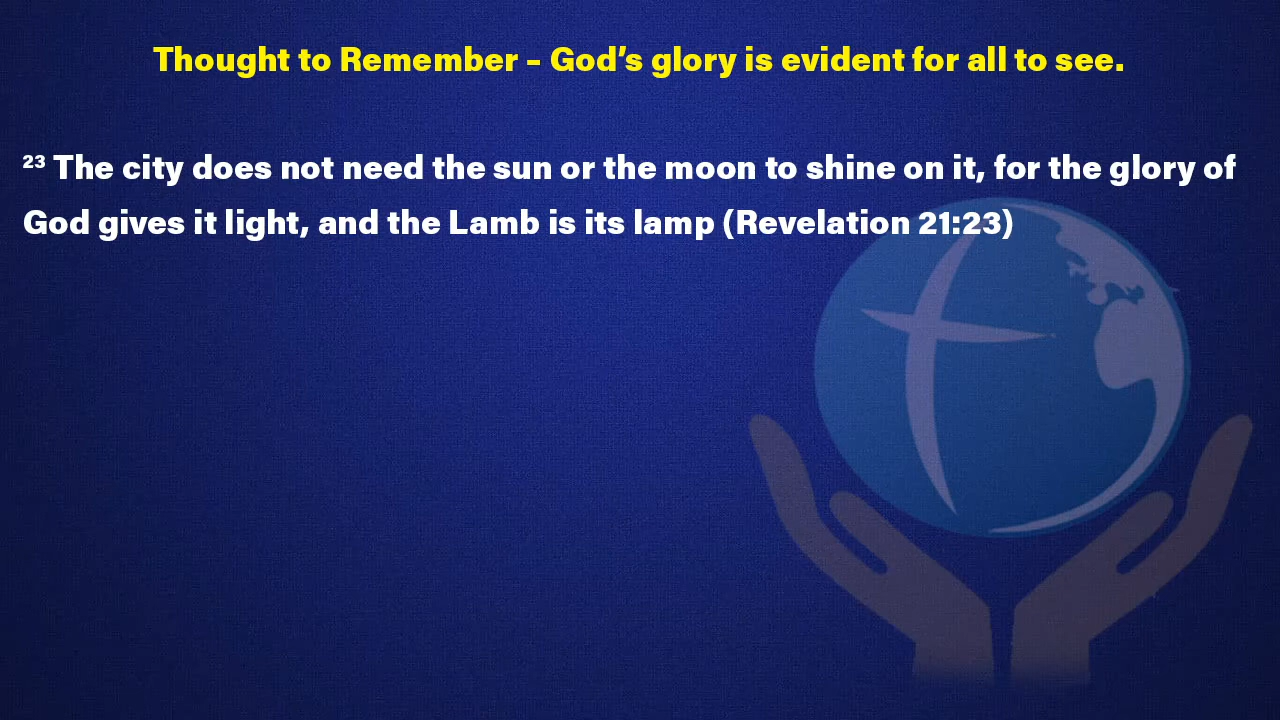 Thought to Remember – God’s glory is evident for all to see.
²³ The city does not need the sun or the moon to shine on it, for the glory of
God gives it light, and the Lamb is its lamp (Revelation 21:23)